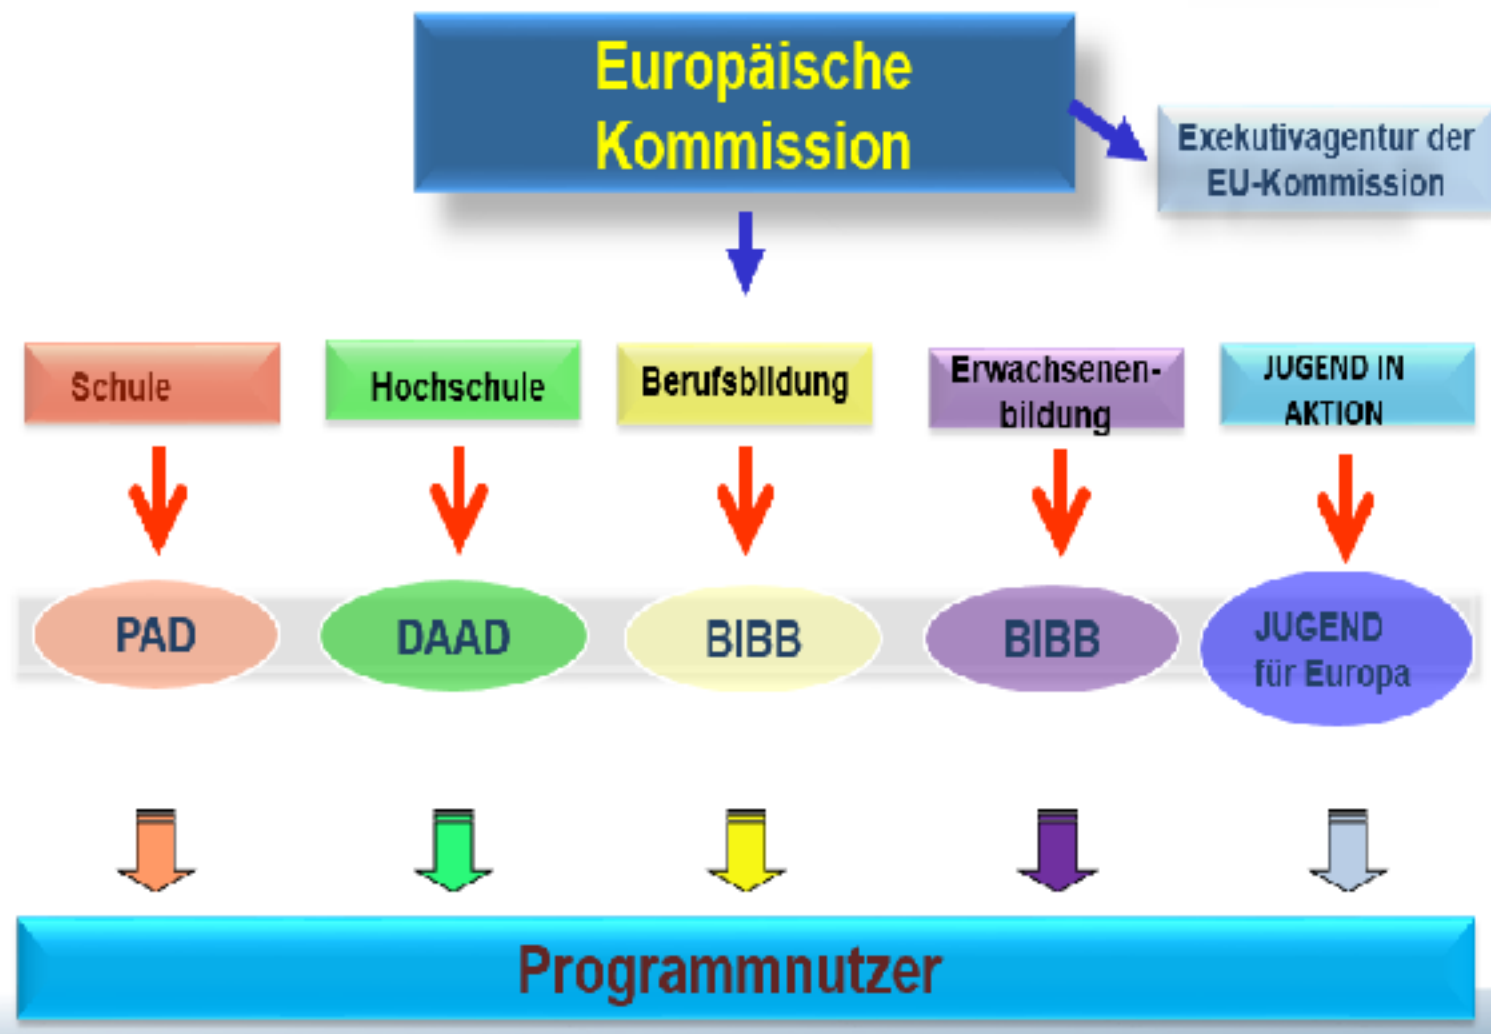 Europäische
Kommission
Exekutivagentur der
EU-Kommission
Schule
Hochschule
Berufsbildung
Erwachsenen-
bildung
JUGEND IN
AKTION
PAD
DAAD
BIBB
BIBB
JUGEND
für Europa
Programmnutzer